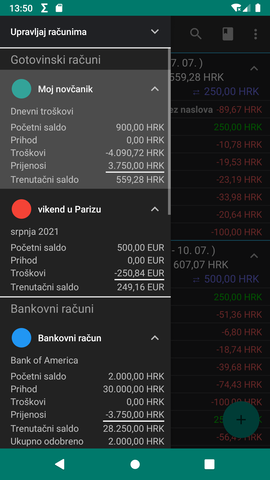 13:50
Upravljaj računima
Gotovinski računi
Moj novčanik
Dnevni troškovi
Početni saldo 900,00 HRK
Prihod 0,00 HRK
Troškovi -4.090,72 HRK
Prijenosi 3.750,00 HRK
Trenutačni saldo 559,28 HRK
vikend u Parizu
srpnja 2021
Početni saldo 500,00 EUR
Prihod 0,00 EUR
Troškovi -250,84 EUR
Trenutačni saldo 249,16 EUR
Bankovni računi
Bankovni račun
Bank of America
Početni saldo 2.000,00 HRK
Prihod 30.000,00 HRK
Troškovi 0,00 HRK
Prijenosi -3.750,00 HRK
Trenutačni saldo 28.250,00 HRK
Ukupno odobreno 2.000,00 HRK
7. 07. )
559,28 HRK
250,00 HRK
ez naslova -89,67 HRK
250,00 HRK
-10,78 HRK
-19,53 HRK
-23,19 HRK
-33,98 HRK
-20,64 HRK
-100,00 HRK
- 10. 07. )
607,07 HRK
500,00 HRK
250,00 HRK
-51,36 HRK
-6,80 HRK
-18,74 HRK
-39,68 HRK
-74,43 HRK